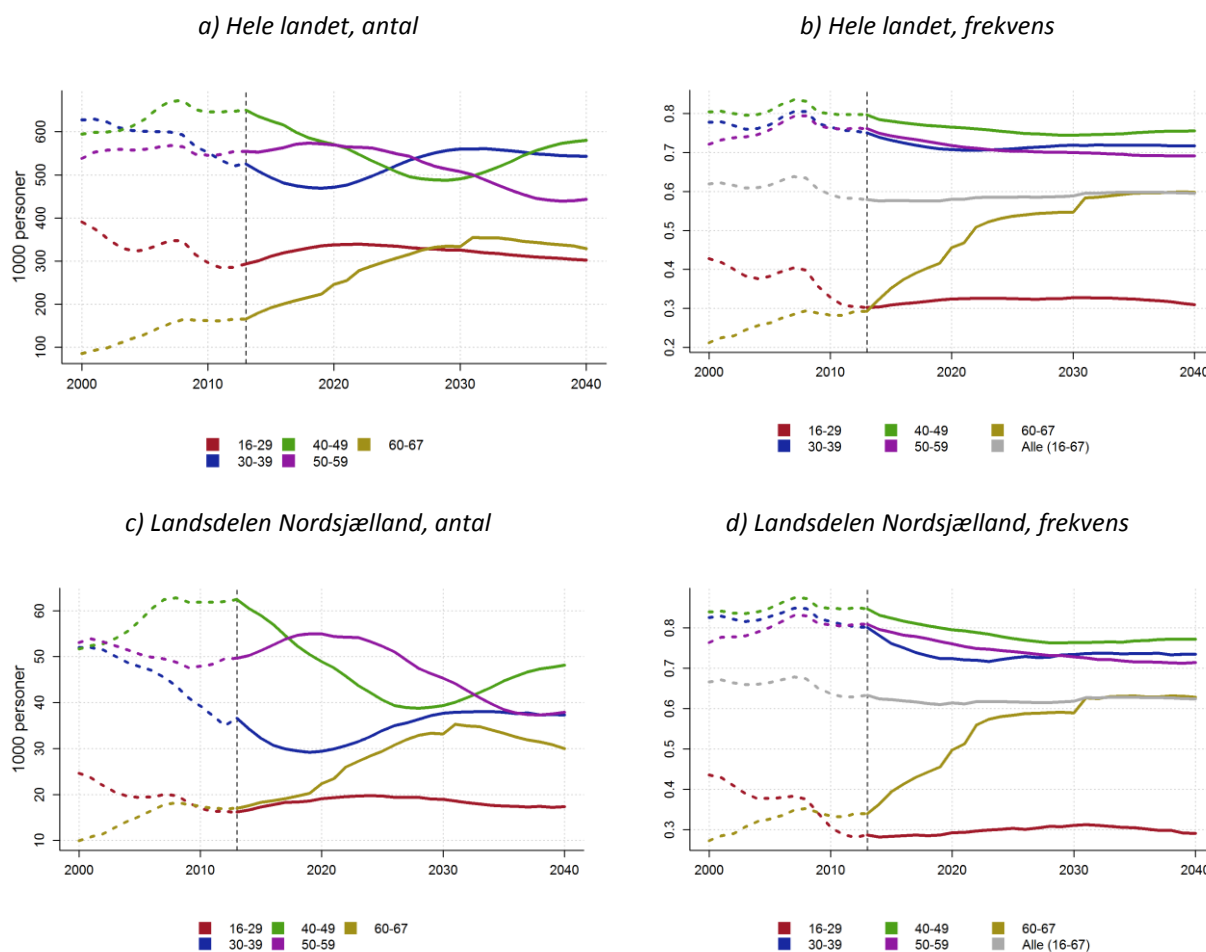 a) Hele landet, antal
b) Hele landet, frekvens
1000 personer
600
500
400
300
200
100
2000 2010 2020 2030 2040
16-29 40-49 60-67
30-39 50-59
0.8
0.7
0.6
0.5
0.4
0.3
0.2
2000 2010 2020 2030 2040
16-29 40-49 60-67
30-39 50-59 Alle (16-67)
c) Landsdelen Nordsjælland, antal
d) Landsdelen Nordsjælland, frekvens
1000 personer
60
50
40
30
20
10
2000 2010 2020 2030 2040
16-29 40-49 60-67
30-39 50-59
0.8
0.7
0.6
0.5
0.4
0.3
2000 2010 2020 2030 2040
16-29 40-49 60-67
30-39 50-59 Alle (16-67)